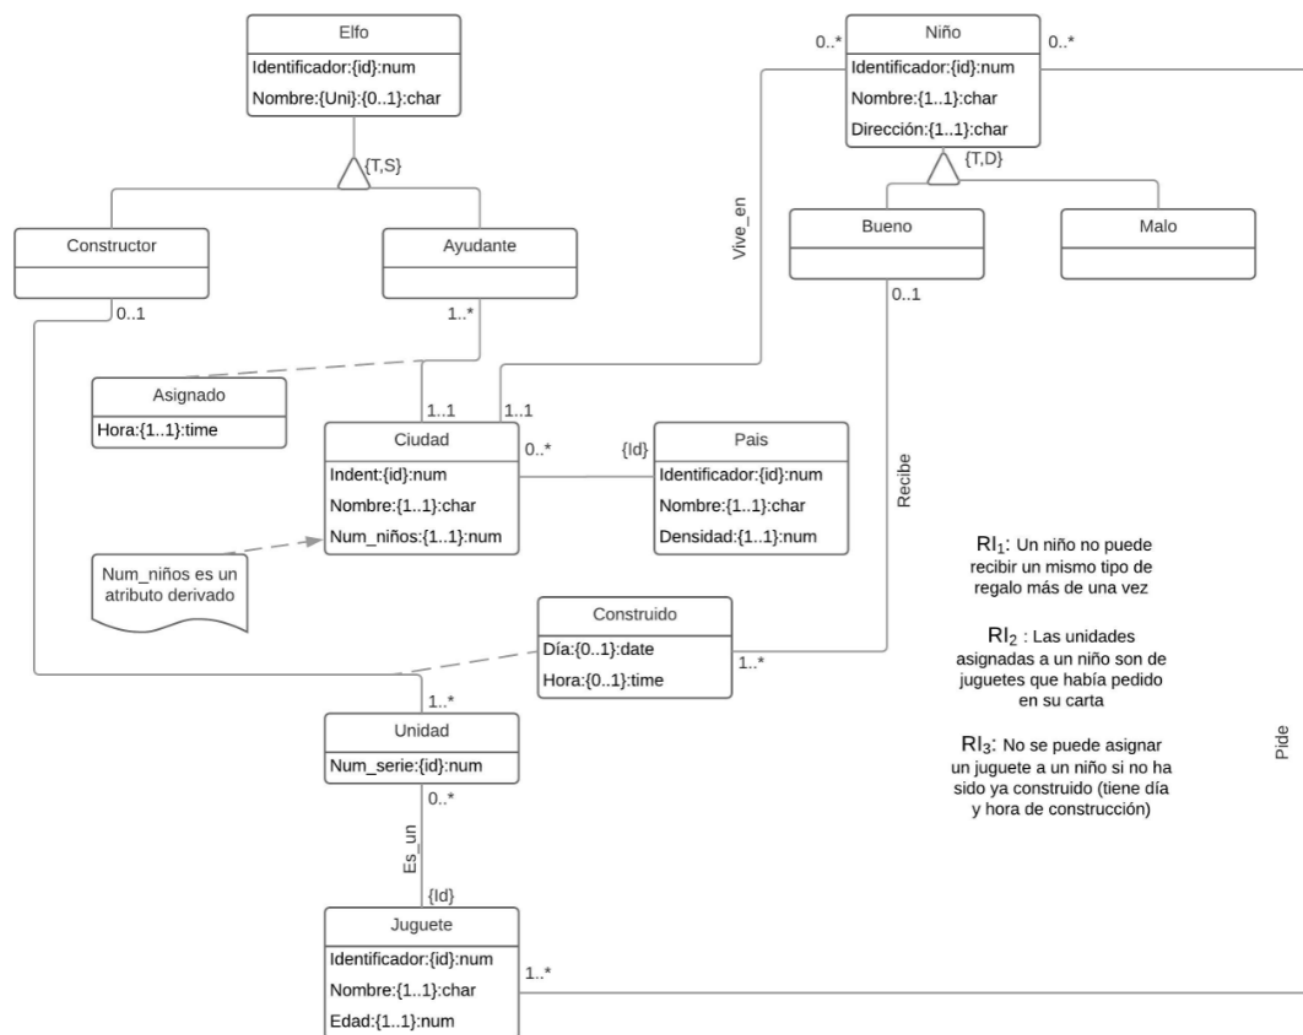 Elfo
Identificador:{id}:num
Nombre:{Uni}:{0..1}:char
{T,S}
Constructor
Ayudante
0..1
1..*
Niño
0..*
0..*
Identificador:{id}:num
Nombre:{1..1}:char
Dirección:{1..1}:char
{T,D}
Bueno
Malo
0..1
Vive_en
Asignado
Hora:{1..1}:time
1..1
1..1
Ciudad
Indent:{id}:num
Nombre:{1..1}:char
Num_niños:{1..1}:num
0..*
{Id}
Pais
Identificador:{id}:num
Nombre:{1..1}:char
Densidad:{1..1}:num
Recibe
Num_niños es un
atributo derivado
Construido
Día:{0..1}:date
Hora:{0..1}:time
1..*
RI1: Un niño no puede
recibir un mismo tipo de
regalo más de una vez
RI2 : Las unidades
asignadas a un niño son de
juguetes que había pedido
en su carta
RI3: No se puede asignar
un juguete a un niño si no ha
sido ya construido (tiene día
y hora de construcción)
Pide
1..*
Unidad
Num_serie:{id}:num
0..*
Es_un
{Id}
Juguete
Identificador:{id}:num
Nombre:{1..1}:char
Edad:{1..1}:num
1..*